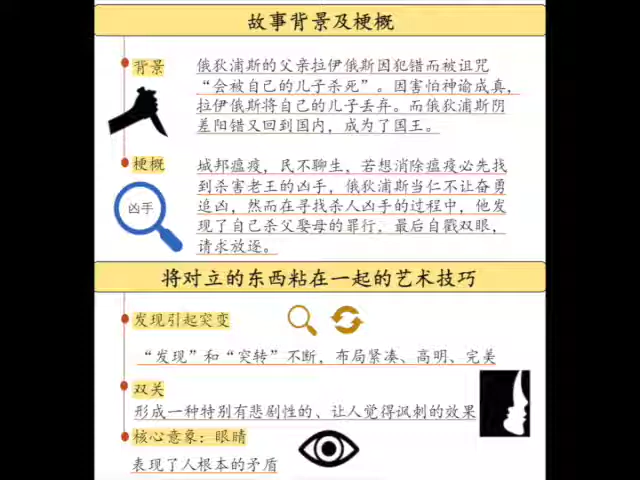 故事背景及梗概
背景
俄狄浦斯的父亲拉伊俄斯因犯错而被诅咒
“会被自己的儿子杀死”。因害怕神谕成真，
拉伊俄斯将自己的儿子丢弃。而俄狄浦斯阴
差阳错又回到国内，成为了国王。
梗概
城邦瘟疫，民不聊生，若想消除瘟疫必先找
到杀害老王的凶手，俄狄浦斯当仁不让奋勇
追凶，然而在寻找杀人凶手的过程中，他发
现了自己杀父娶母的罪行，最后自戳双眼，
请求放逐。
凶手
将对立的东西粘在一起的艺术技巧
发现引起突变
“发现”和“突转”不断，布局紧凑、高明、完美
双关
形成一种特别有悲剧性的、让人觉得讽刺的效果
核心意象：眼睛
表现了人根本的矛盾